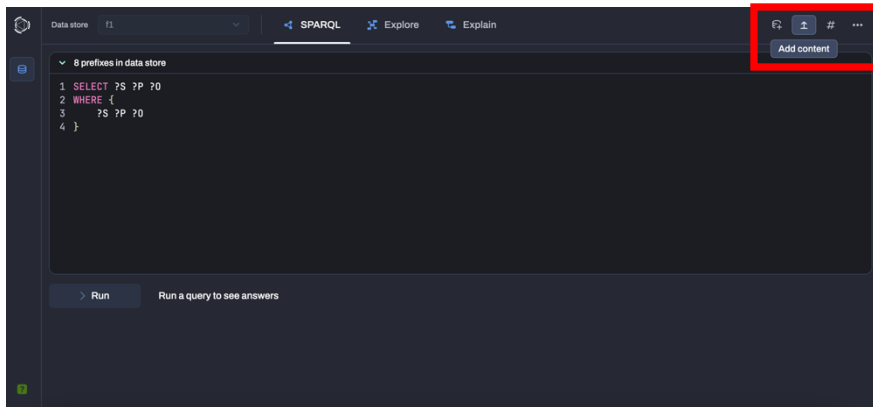 Data store f1 SPARQL Explore Explain #
Add content
8 prefixes in data store
1 SELECT ?S ?P ?O
2 WHERE {
3 ?S ?P ?O
4 }
Run Run a query to see answers
?